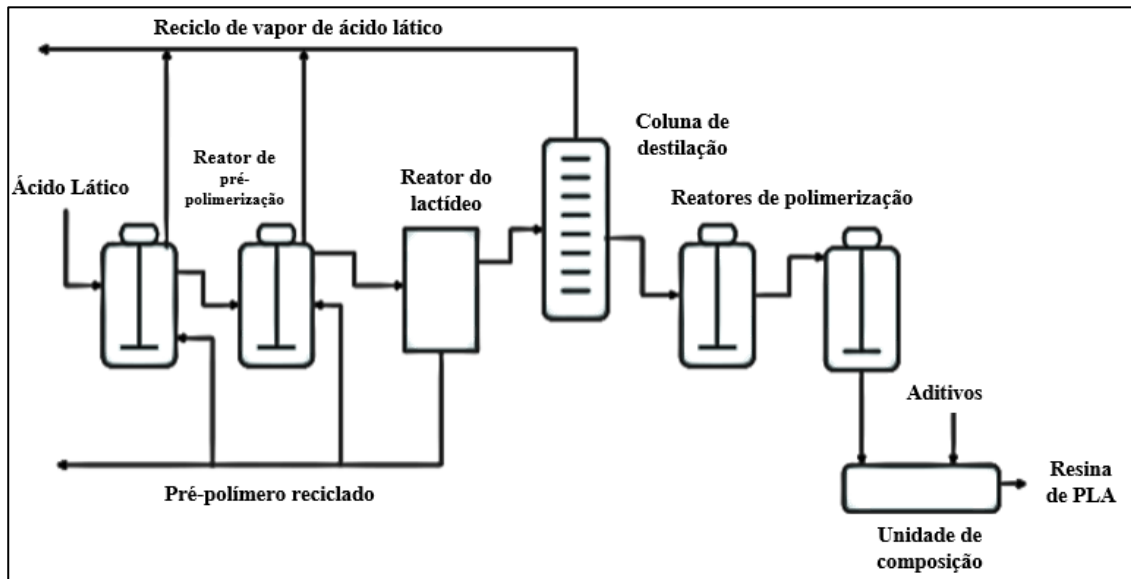 Reciclo de vapor de ácido lático
Coluna de
destilação
Reator de
pré-
polimerização
Ácido Lático
Reator do
lactídeo
Reatores de polimerização
Aditivos
Pré-polímero reciclado
Resina
de PLA
Unidade de
composição